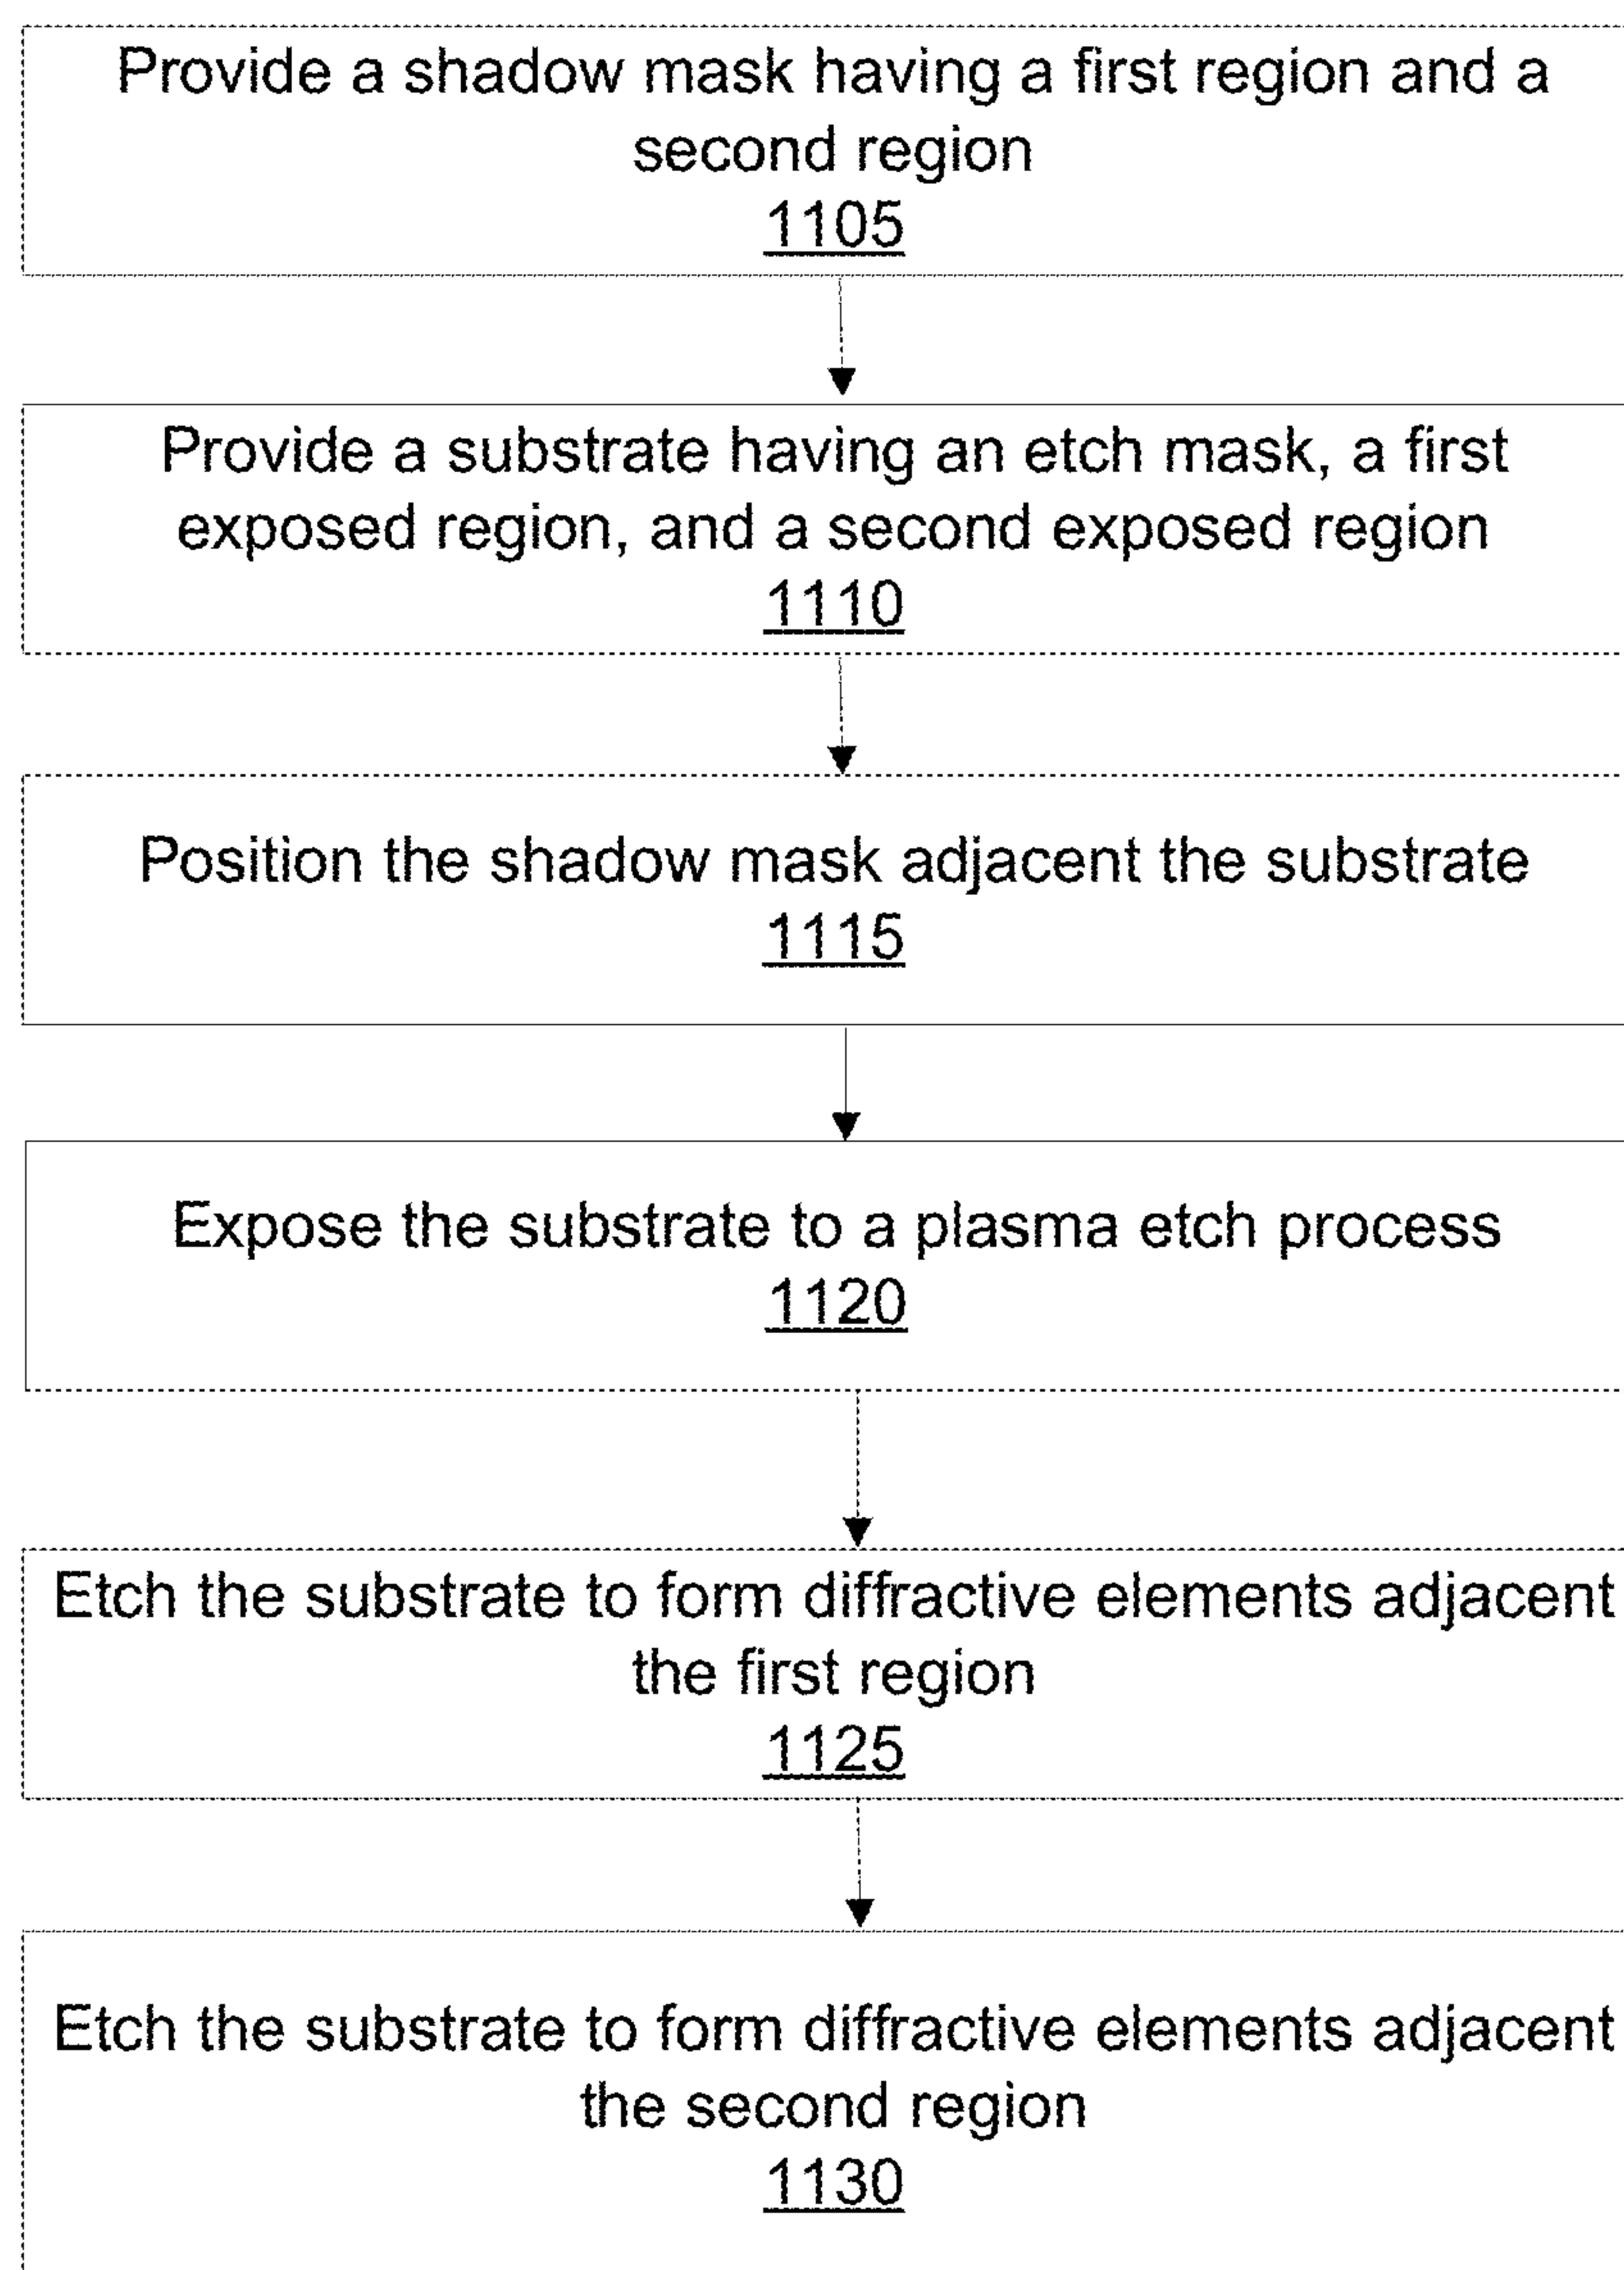 Provide a shadow mask having a first region and a
second region
1105
Provide a substrate having an etch mask, a first
exposed region, and a second exposed region
1110
Position the shadow mask adjacent the substrate
1115
Expose the substrate to a plasma etch process
1120
Etch the substrate to form diffractive elements adjacent
the first region
1125
Etch the substrate to form diffractive elements adjacent
the second region
1130